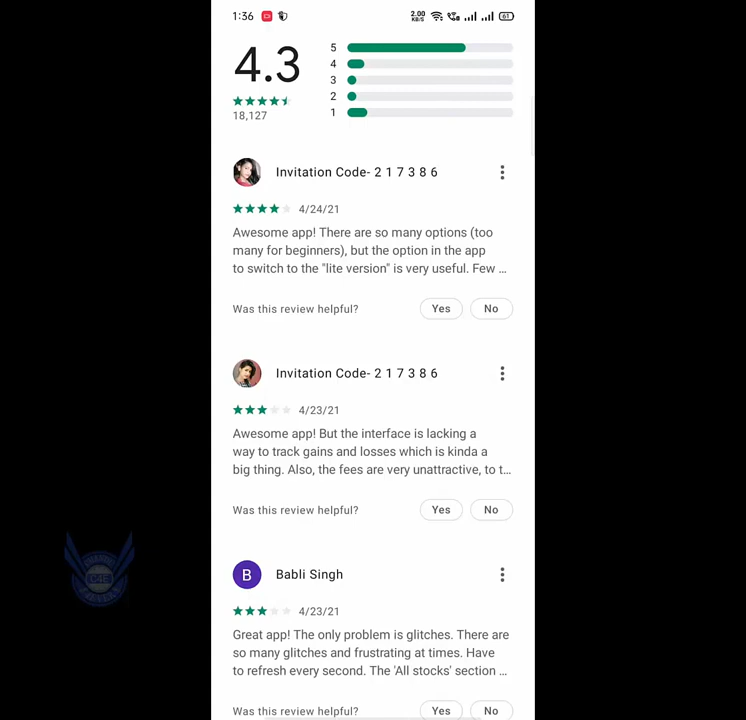 1:36
2.00
KB/S
61
4.3
5
4
3
2
1
18,127
Invitation Code- 2 1 7 3 8 6
4/24/21
Awesome app! There are so many options (too
many for beginners), but the option in the app
to switch to the "lite version" is very useful. Few ...
Was this review helpful?
Yes
No
Invitation Code- 2 1 7 3 8 6
4/23/21
Awesome app! But the interface is lacking a
way to track gains and losses which is kinda a
big thing. Also, the fees are very unattractive, to t...
Was this review helpful?
Yes
No
B
Babli Singh
4/23/21
Great app! The only problem is glitches. There are
so many glitches and frustrating at times. Have
to refresh every second. The 'All stocks' section ...
Was this review helpful?
Yes
No